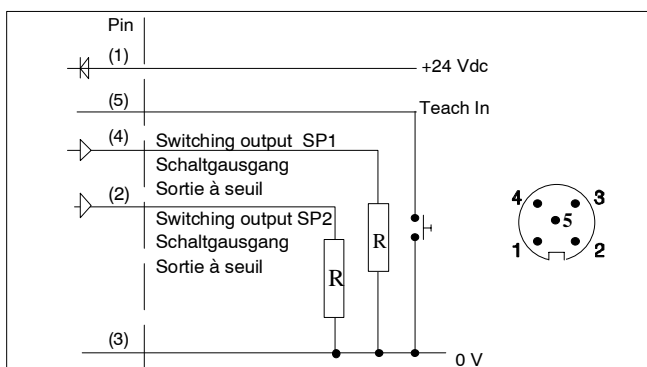 Pin
(1)
+24 Vdc
(5)
Teach In
(4)
Switching output SP1
Schaltgausgang
Sortie à seuil
(2)
Switching output SP2
Schaltgausgang
Sortie à seuil
R
R
(3)
0 V
4
3
5
1
2